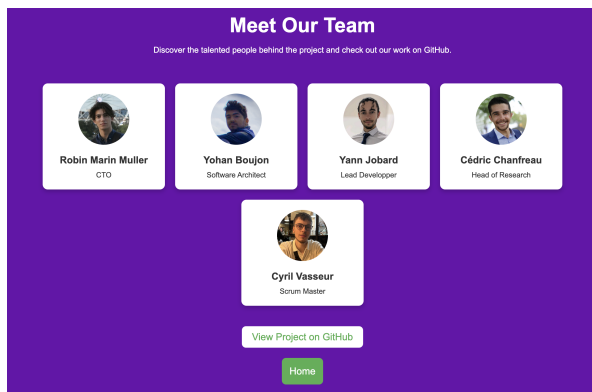 Meet Our Team
Discover the talented people behind the project and check out our work on GitHub.
Robin Marin Muller
CTO
Yohan Boujon
Software Architect
Yann Jobard
Lead Developper
Cédric Chanfreau
Head of Research
Cyril Vasseur
Scrum Master
View Project on GitHub
Home